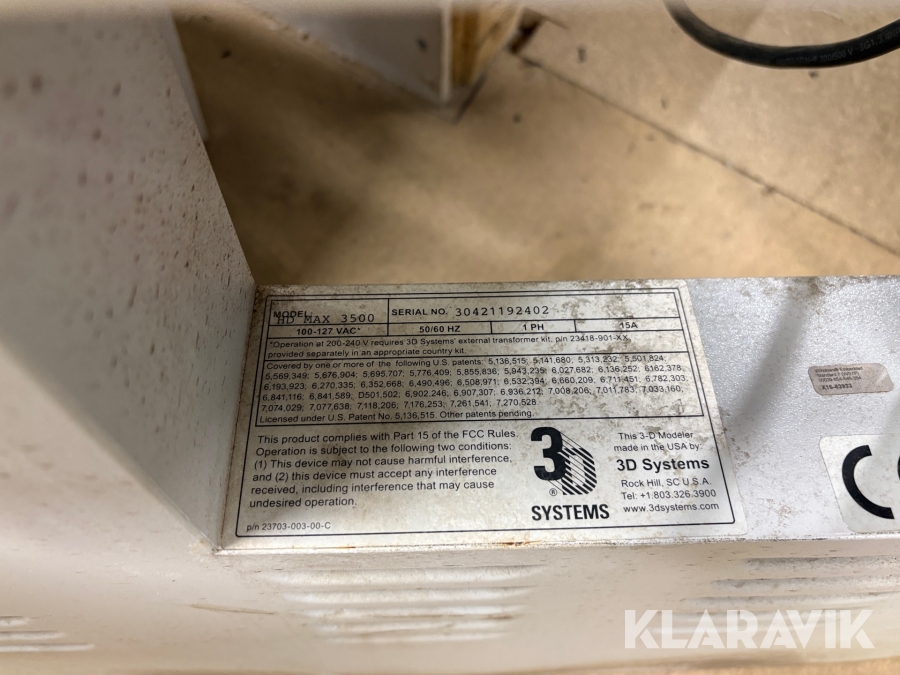 MODEL
HD MAX 3500
SERIAL NO. 30421192402
100-127 VAC*
50/60 HZ
1 PH
15A
*Operation at 200-240 V requires 3D Systems' external transformer kit, p/n 23418-901-XX,
provided separately in an appropriate country kit.
Covered by one or more of the following U.S. patents: 5,136,515; 5,141,680; 5,313,232; 5,501,824;
5,569,349; 5,676,904; 5,695,707; 5,776,409; 5,855,836; 5,943,235; 6,027,682; 6,136,252; 6162,378;
6,193,923; 6,270,335; 6,352,668; 6,490,496; 6,508,971; 6,532,394; 6,660,209; 6,711,451; 6,782,303;
6,841,116; 6,841,589; D501,502; 6,902,246; 6,907,307; 6,936,212; 7,008,206; 7,011,783; 7,033,160;
7,074,029; 7,077,638; 7,118,206; 7,176,253; 7,261,541; 7,270,528
Licensed under U.S. Patent No. 5,136,515. Other patents pending.
This product complies with Part 15 of the FCC Rules.
Operation is subject to the following two conditions:
(1) This device may not cause harmful interference,
and (2) this device must accept any interference
received, including interference that may cause
undesired operation.
p/n 23703-003-00-C
3D
®
SYSTEMS
This 3-D Modeler
made in the USA by:
3D Systems
Rock Hill, SC U.S.A.
Tel: +1.803.326.3900
www.3dsystems.com
CE
KLARAVIK